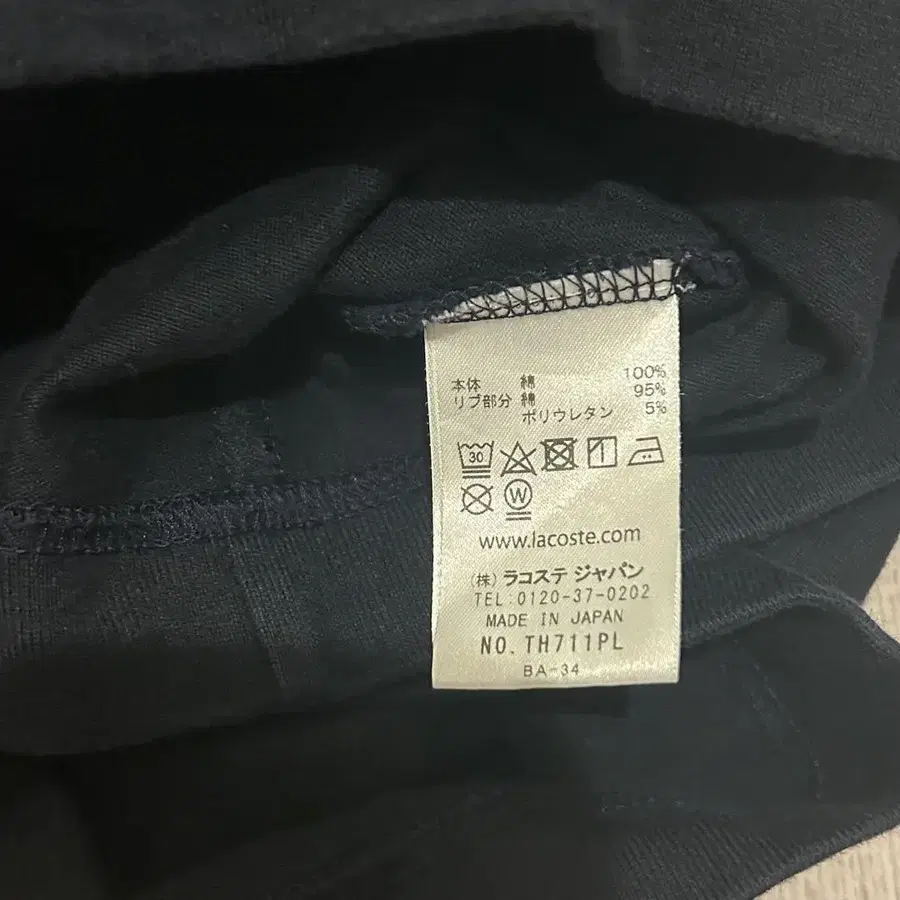 本体 綿 100%
リブ部分 綿 95%
ポリウレタン 5%
30
W
www.lacoste.com
(株) ラコステ ジャパン
TEL:0120-37-0202
MADE IN JAPAN
NO. TH711PL
BA-34